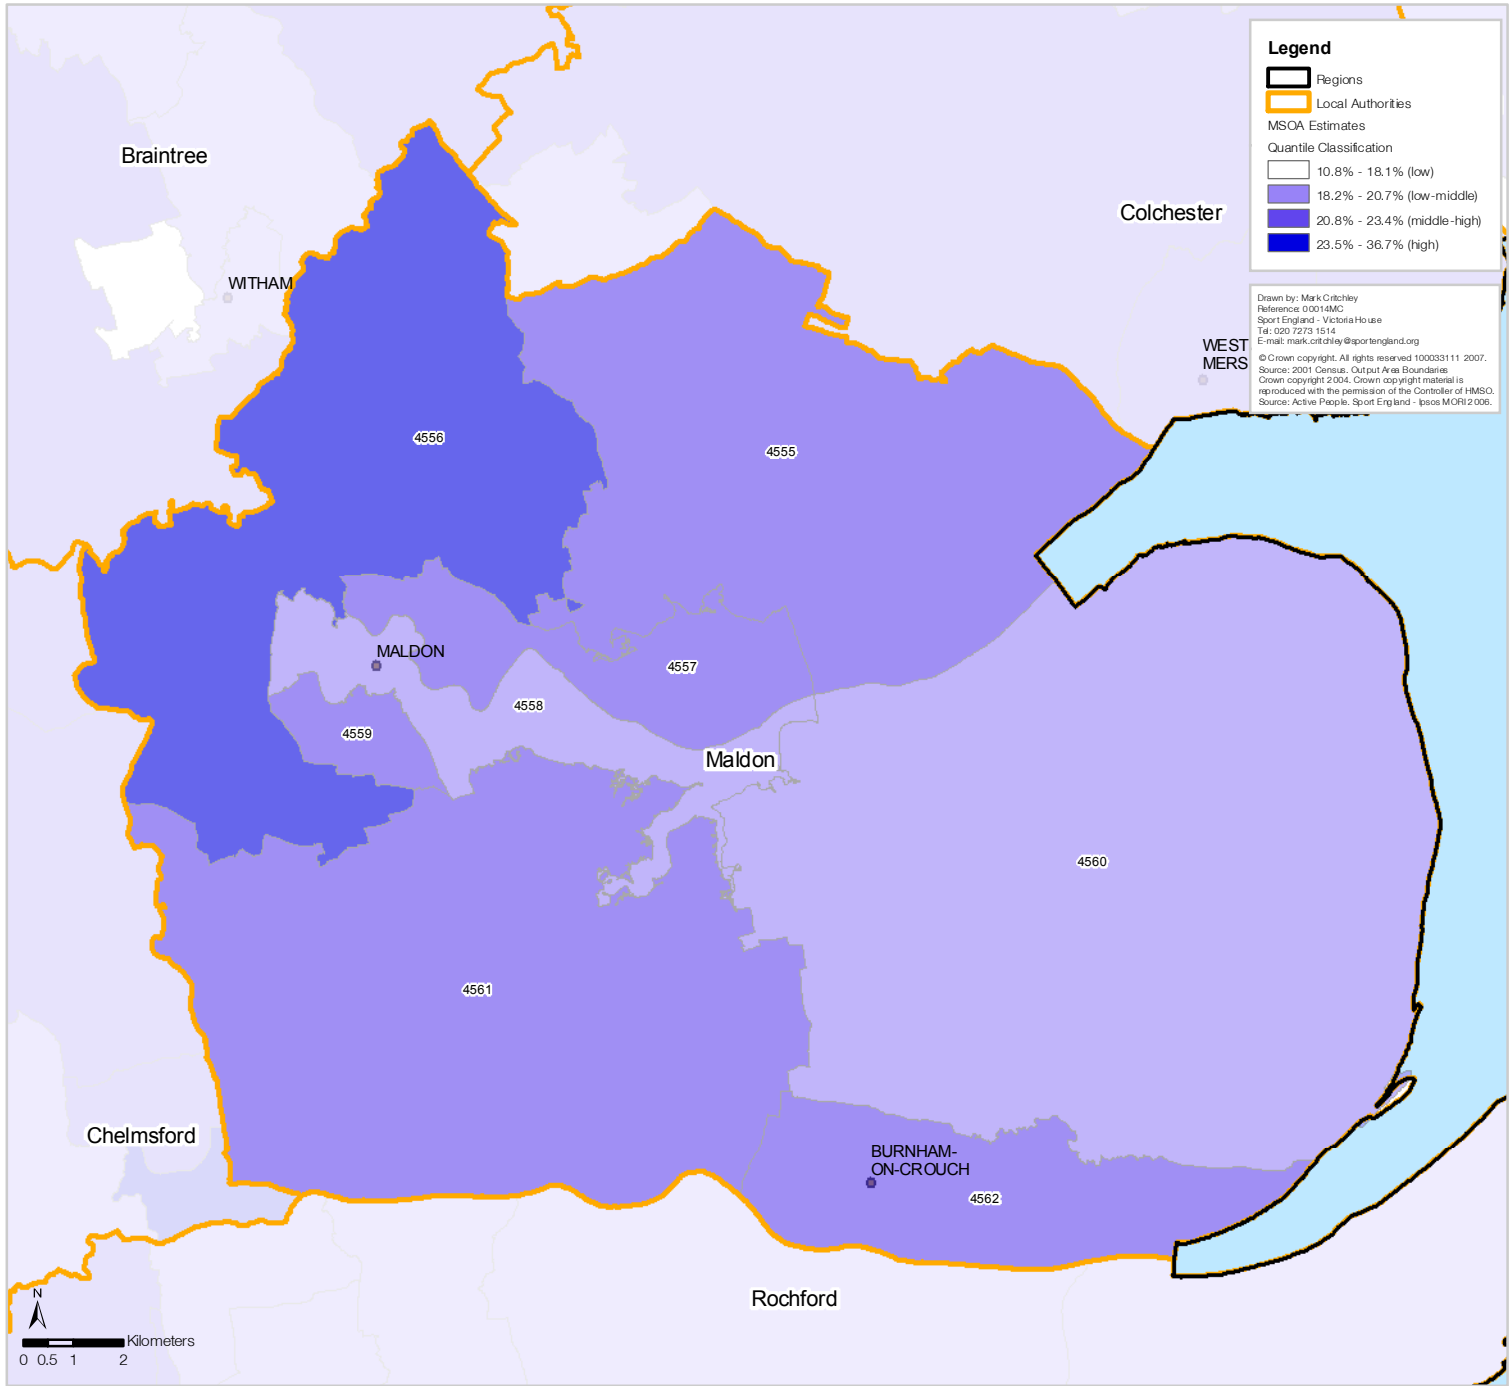 Legend
Regions
Local Authorities
MSOA Estimates
Quantile Classification
10.8% - 18.1% (low)
18.2% - 20.7% (low-middle)
20.8% - 23.4% (middle-high)
23.5% - 36.7% (high)
Drawn by: Mark Critchley
Reference: 00014MC
Sport England - Victoria House
Tel: 020 7273 1514
E-mail: mark.critchley@sportengland.org
© Crown copyright. All rights reserved 100033111 2007.
Source: 2001 Census. Output Area Boundaries
Crown copyright 2004. Crown copyright material is
reproduced with the permission of the Controller of HMSO.
Source: Active People. Sport England - Ipsos MORI 2006.
Braintree
Colchester
WITHAM
WEST
MERS
4556
4555
MALDON
4557
4558
4559
Maldon
4560
4561
Chelmsford
BURNHAM-
ON-CROUCH
4562
Rochford
N
Kilometers
0 0.5 1 2